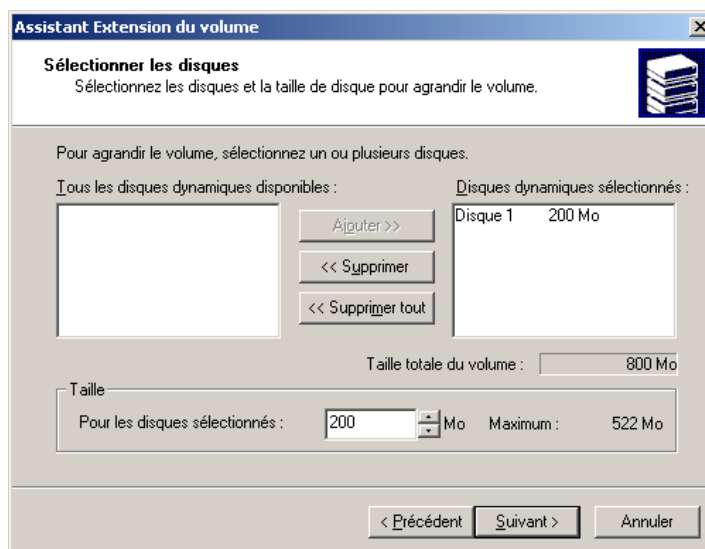 Assistant Extension du volume
Sélectionner les disques
Sélectionnez les disques et la taille de disque pour agrandir le volume.
Pour agrandir le volume, sélectionnez un ou plusieurs disques.
Tous les disques dynamiques disponibles :
Disques dynamiques sélectionnés :
Disque 1 200 Mo
Ajouter >>
<< Supprimer
<< Supprimer tout
Taille totale du volume : 800 Mo
Taille
Pour les disques sélectionnés : 200 Mo Maximum : 522 Mo
< Précédent Suivant > Annuler